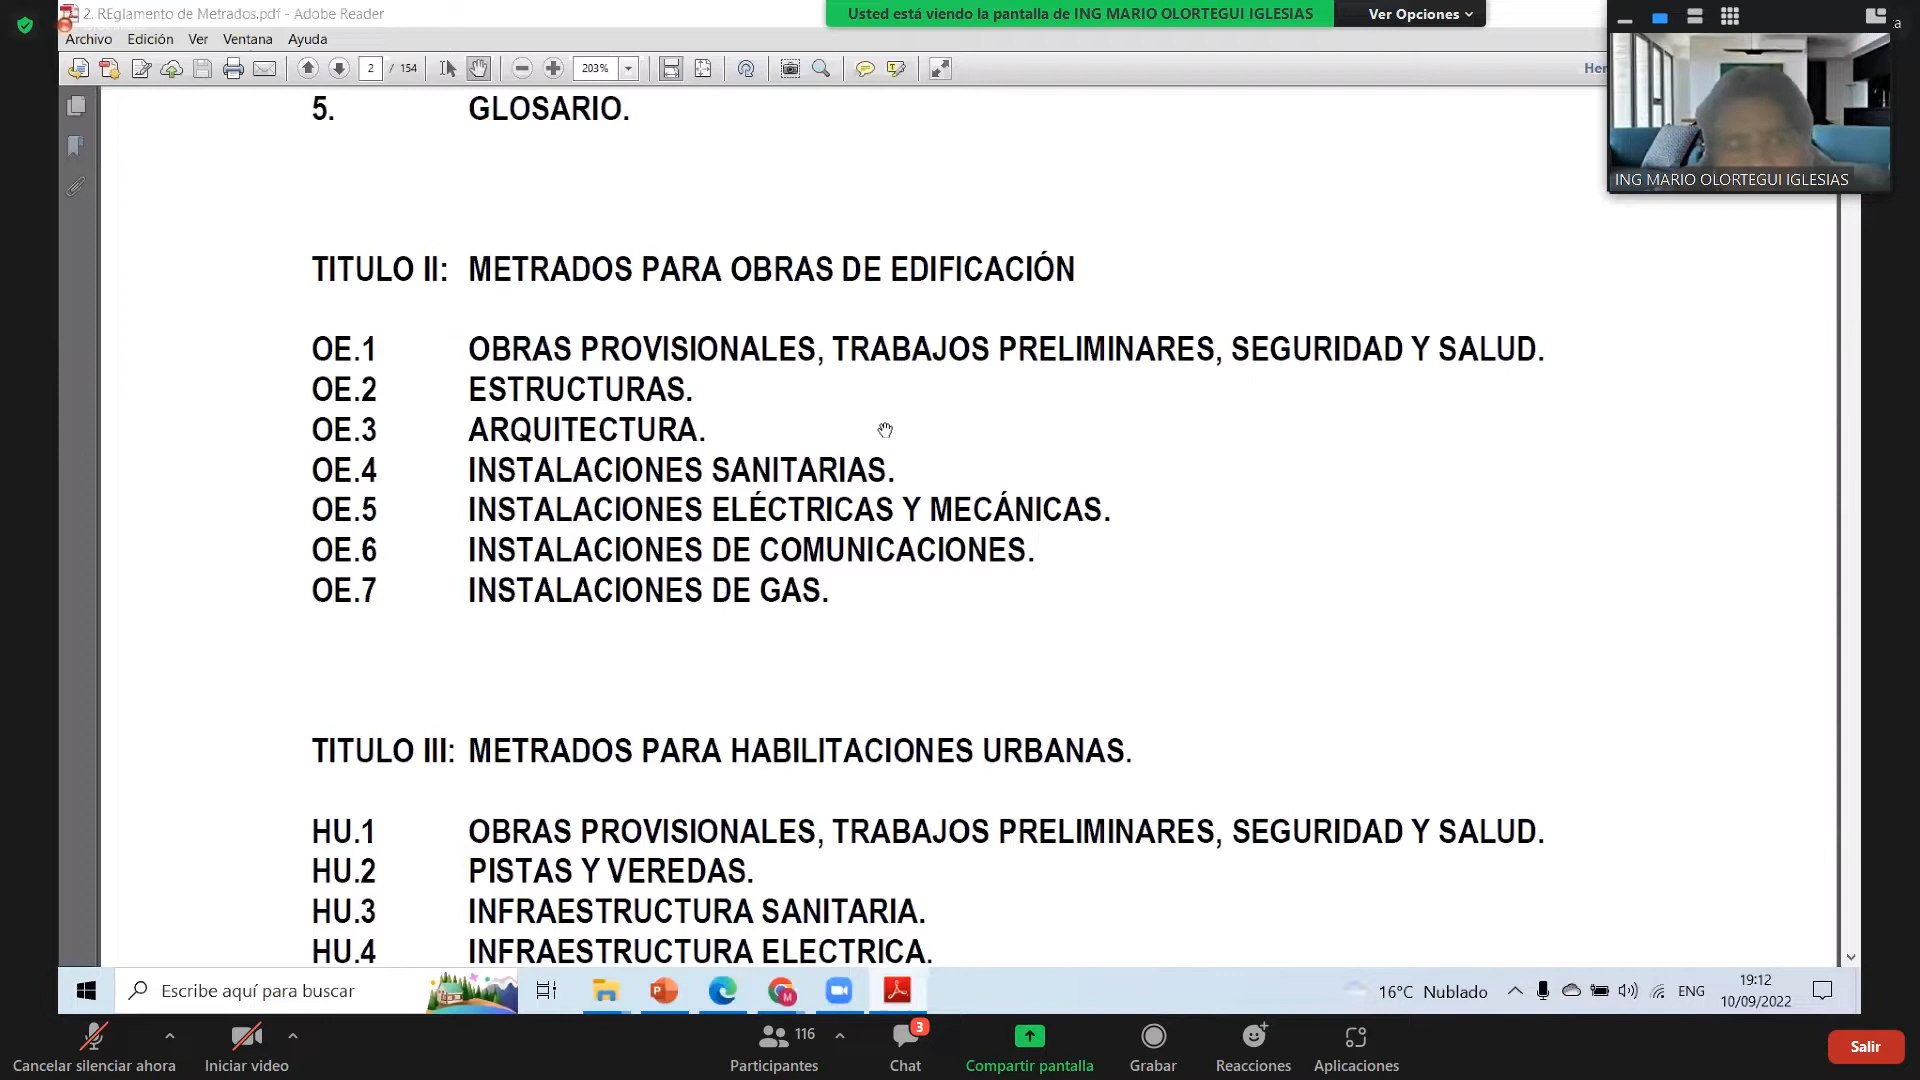 2. REglamento de Metrados.pdf - Adobe Reader
Usted está viendo la pantalla de ING MARIO OLORTEGUI IGLESIAS
Ver Opciones
Archivo Edición Ver Ventana Ayuda
2 / 154
203%
ING MARIO OLORTEGUI IGLESIAS
5. GLOSARIO.
TITULO II: METRADOS PARA OBRAS DE EDIFICACIÓN
OE.1 OBRAS PROVISIONALES, TRABAJOS PRELIMINARES, SEGURIDAD Y SALUD.
OE.2 ESTRUCTURAS.
OE.3 ARQUITECTURA.
OE.4 INSTALACIONES SANITARIAS.
OE.5 INSTALACIONES ELÉCTRICAS Y MECÁNICAS.
OE.6 INSTALACIONES DE COMUNICACIONES.
OE.7 INSTALACIONES DE GAS.
TITULO III: METRADOS PARA HABILITACIONES URBANAS.
HU.1 OBRAS PROVISIONALES, TRABAJOS PRELIMINARES, SEGURIDAD Y SALUD.
HU.2 PISTAS Y VEREDAS.
HU.3 INFRAESTRUCTURA SANITARIA.
HU.4 INFRAESTRUCTURA ELECTRICA.
Escribe aquí para buscar
16°C Nublado
ENG
19:12
10/09/2022
116
3
Cancelar silenciar ahora
Iniciar video
Participantes
Chat
Compartir pantalla
Grabar
Reacciones
Aplicaciones
Salir